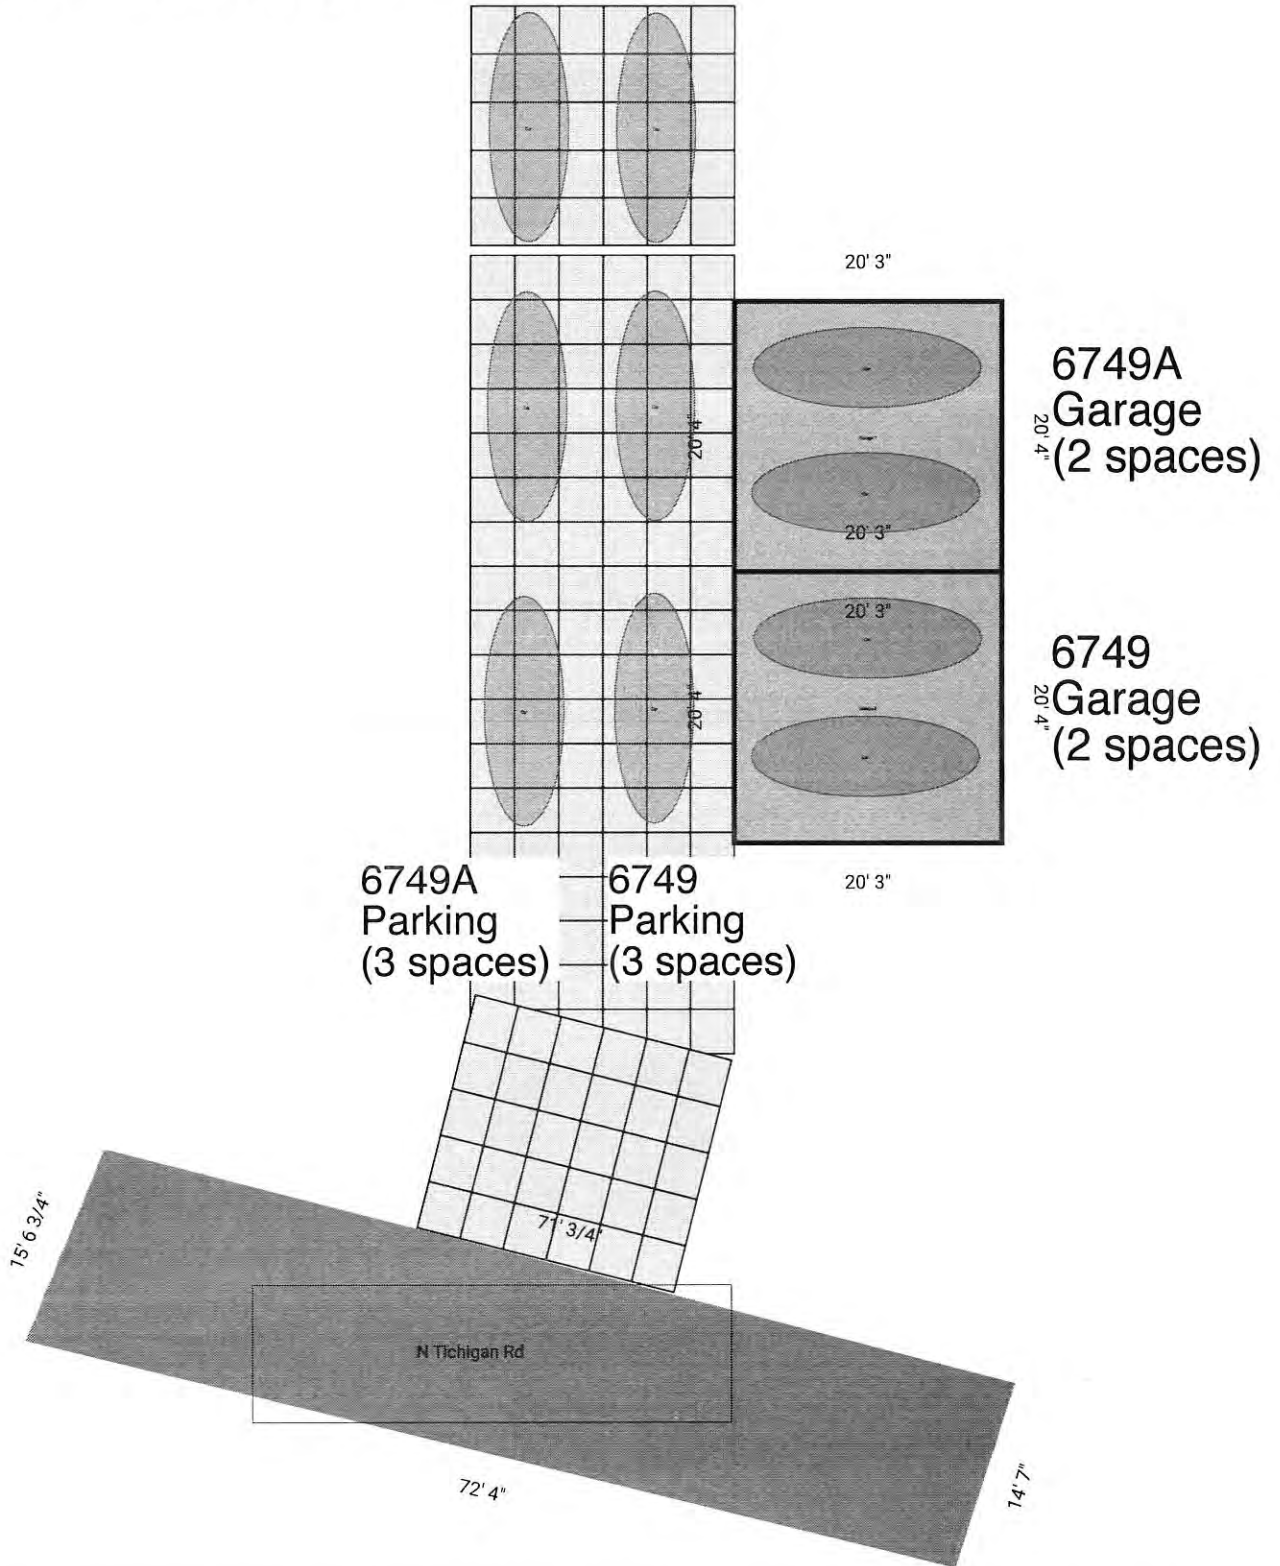 20' 3"
6749A
Garage
(2 spaces)
20' 4"
20' 4"
20' 3"
20' 3"
6749
Garage
(2 spaces)
20' 4"
20' 4"
20' 3"
6749A
Parking
(3 spaces)
6749
Parking
(3 spaces)
71' 3/4"
15' 6 3/4"
N Tichigan Rd
72' 4"
14' 7"